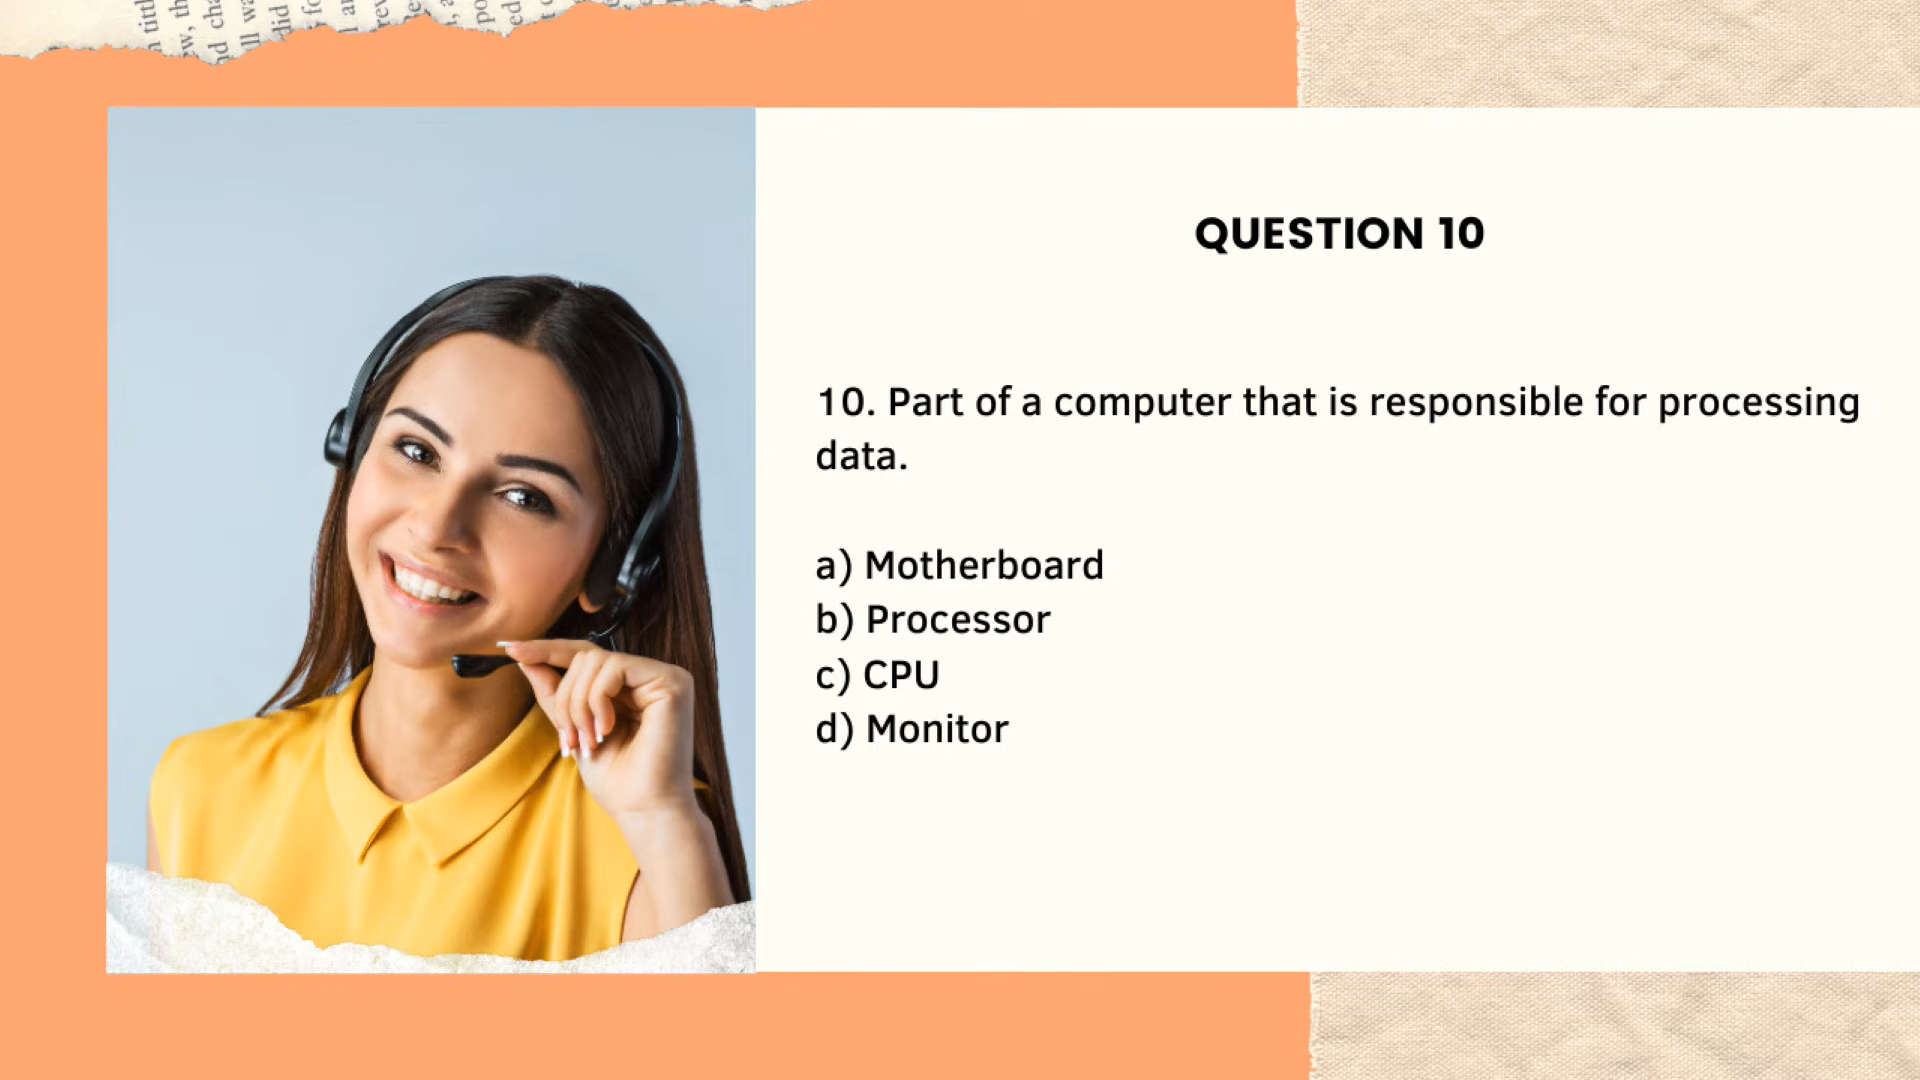 QUESTION 10
10. Part of a computer that is responsible for processing
data.
a) Motherboard
b) Processor
c) CPU
d) Monitor